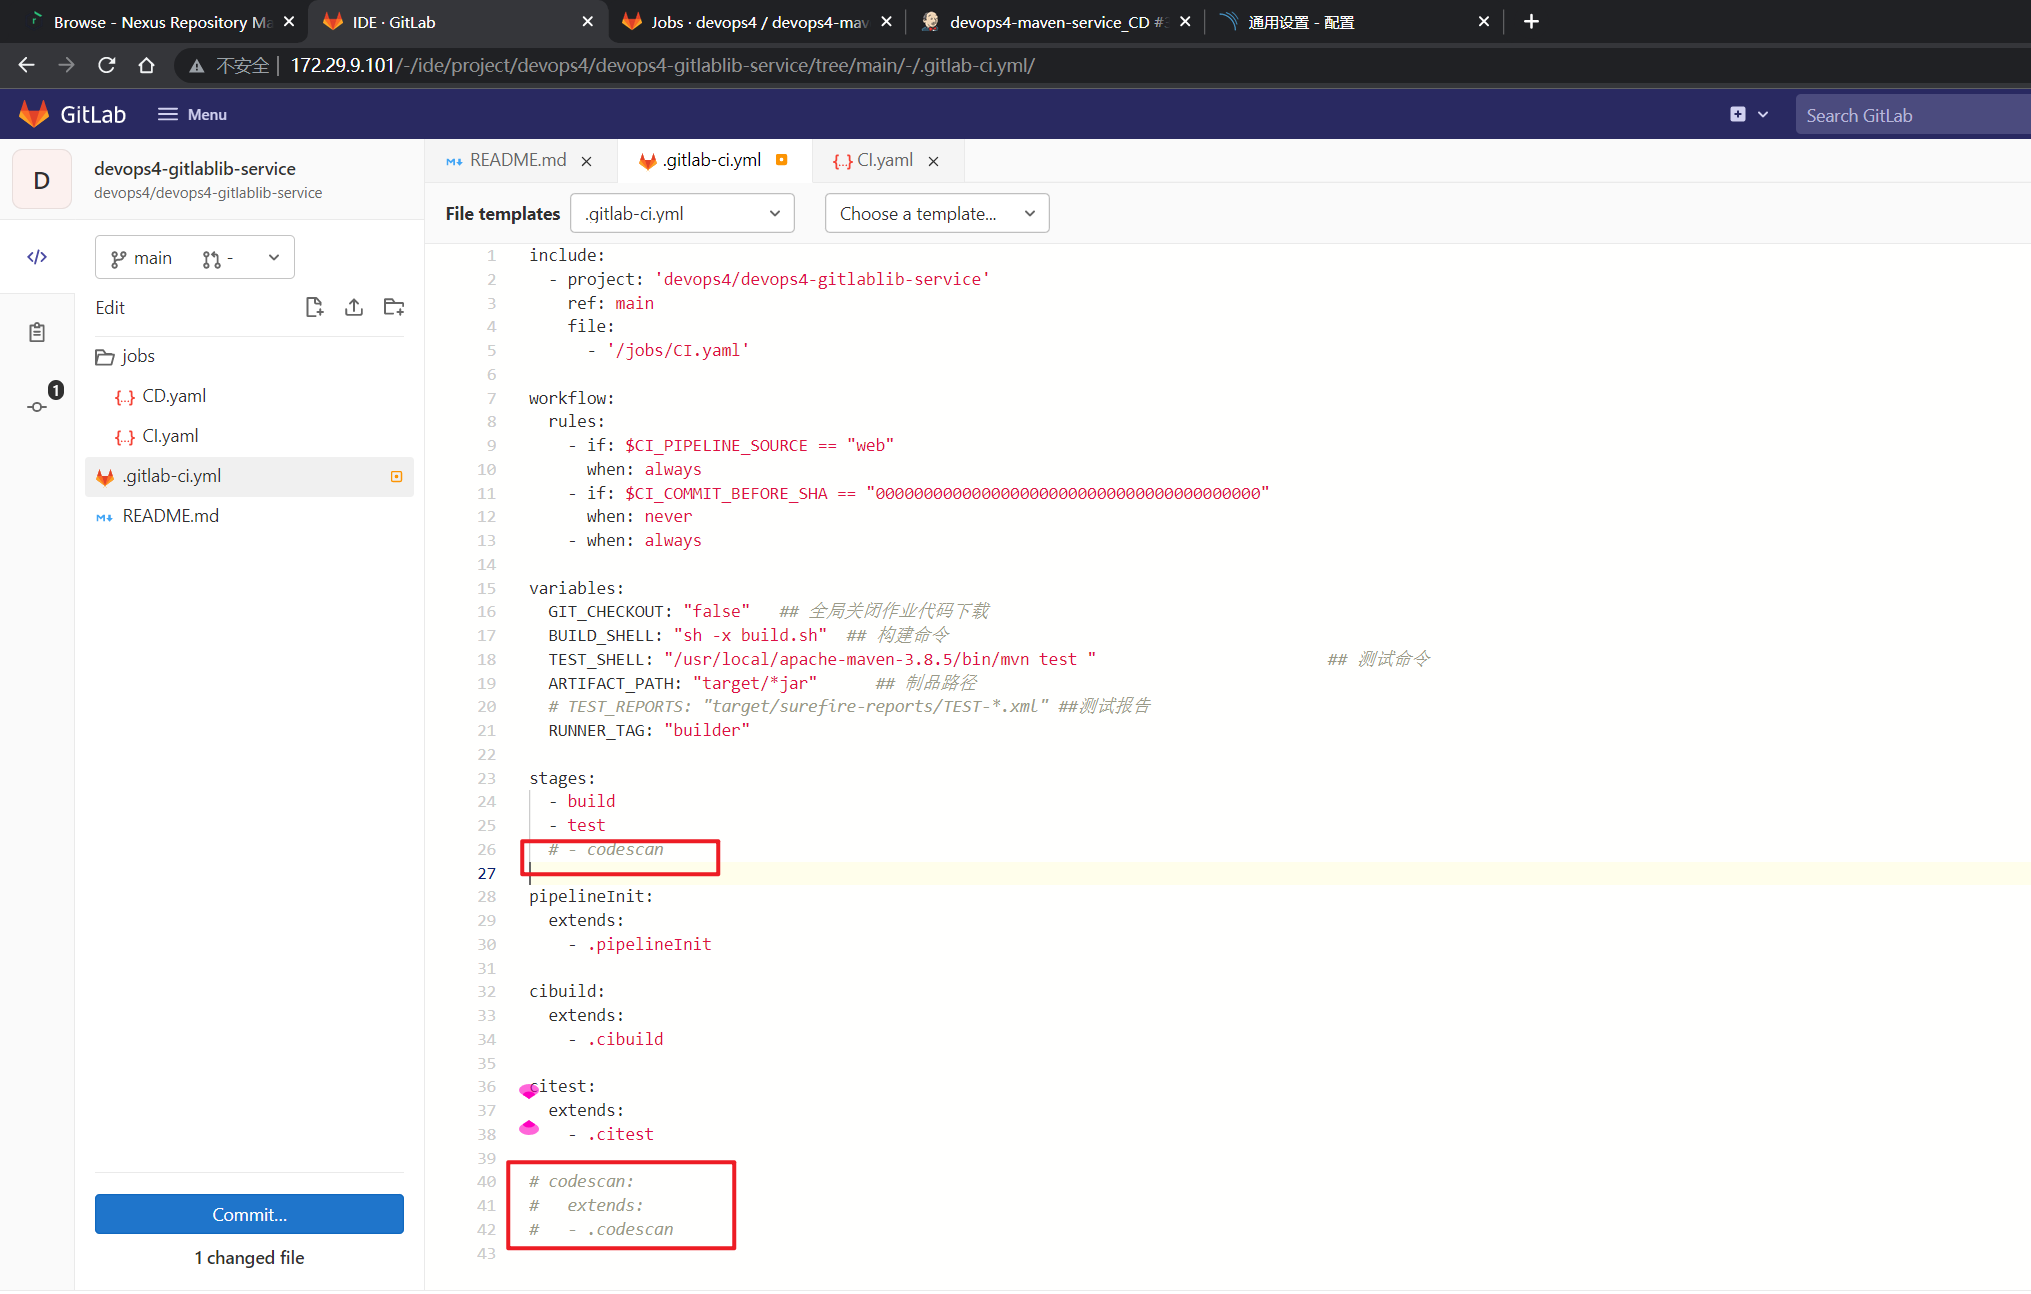 Browse - Nexus Repository Ma
IDE · GitLab
Jobs · devops4 / devops4-mav
devops4-maven-service_CD #3
通用设置 - 配置
不安全 172.29.9.101/-/ide/project/devops4/devops4-gitlablib-service/tree/main/-/.gitlab-ci.yml/
GitLab Menu Search GitLab
D
devops4-gitlablib-service
devops4/devops4-gitlablib-service
main -
Edit
1
jobs
CD.yaml
CI.yaml
.gitlab-ci.yml
README.md
Commit...
1 changed file
README.md .gitlab-ci.yml {..} CI.yaml
File templates .gitlab-ci.yml Choose a template...
1 include:
2   - project: 'devops4/devops4-gitlablib-service'
3     ref: main
4     file:
5       - '/jobs/CI.yaml'
6
7 workflow:
8   rules:
9     - if: $CI_PIPELINE_SOURCE == "web"
10       when: always
11     - if: $CI_COMMIT_BEFORE_SHA == "0000000000000000000000000000000000000000"
12       when: never
13     - when: always
14
15 variables:
16   GIT_CHECKOUT: "false"   ## 全局关闭作业代码下载
17   BUILD_SHELL: "sh -x build.sh"  ## 构建命令
18   TEST_SHELL: "/usr/local/apache-maven-3.8.5/bin/mvn test "                        ## 测试命令
19   ARTIFACT_PATH: "target/*jar"      ## 制品路径
20   # TEST_REPORTS: "target/surefire-reports/TEST-*.xml" ##测试报告
21   RUNNER_TAG: "builder"
22
23 stages:
24   - build
25   - test
26   # - codescan
27
28 pipelineInit:
29   extends:
30     - .pipelineInit
31
32 cibuild:
33   extends:
34     - .cibuild
35
36 citest:
37   extends:
38     - .citest
39
40 # codescan:
41 #   extends:
42 #   - .codescan
43